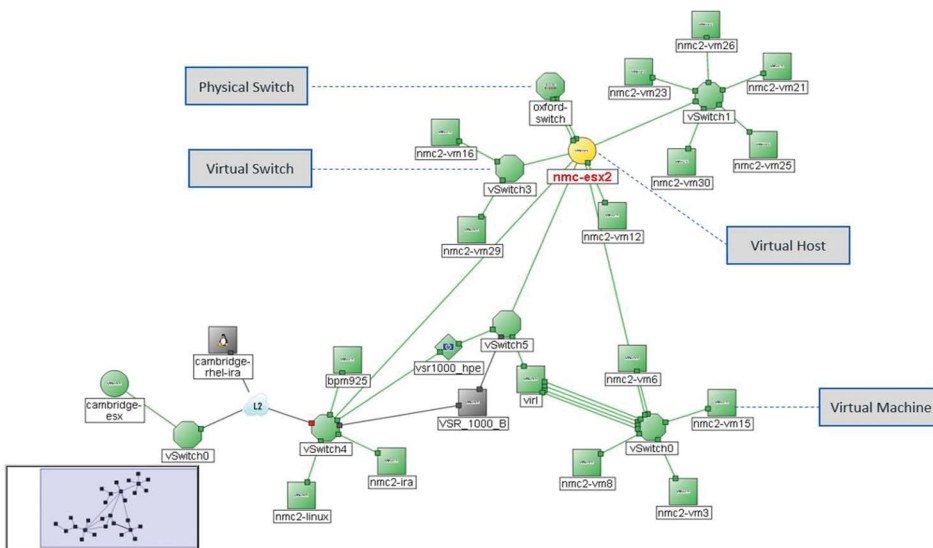 nmc2-vm26
Physical Switch
nmc2-vm23
nmc2-vm21
oxford-
switch
vSwitch1
nmc2-vm16
nmc2-vm25
Virtual Switch
vSwitch3
nmc-esx2
nmc2-vm30
nmc2-vm29
nmc2-vm12
Virtual Host
cambridge-
rhel-ira
vSwitch5
vsr1000_hpe
bpm925
nmc2-vm6
cambridge-
esx
L2
VSR_1000_B
virl
nmc2-vm15
Virtual Machine
vSwitch0
vSwitch4
vSwitch0
nmc2-ira
nmc2-vm8
nmc2-linux
nmc2-vm3